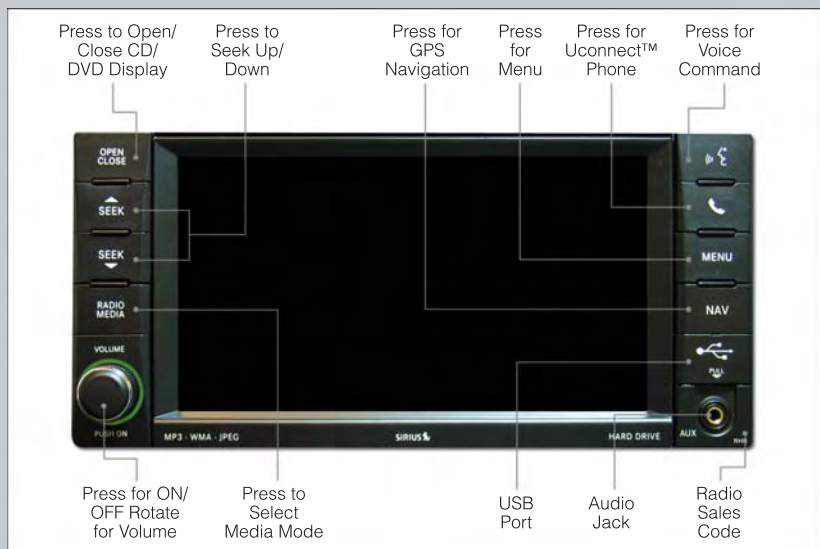 Press to Open/
Close CD/
DVD Display
Press to
Seek Up/
Down
Press for
GPS
Navigation
Press
for
Menu
Press for
Uconnect™
Phone
Press for
Voice
Command
OPEN
CLOSE
SEEK
SEEK
RADIO
MEDIA
VOLUME
PUSH ON
MENU
NAV
PULL
MP3 - WMA - JPEG
SIRIUS
HARD DRIVE
AUX
RHR
Press for ON/
OFF Rotate
for Volume
Press to
Select
Media Mode
USB
Port
Audio
Jack
Radio
Sales
Code